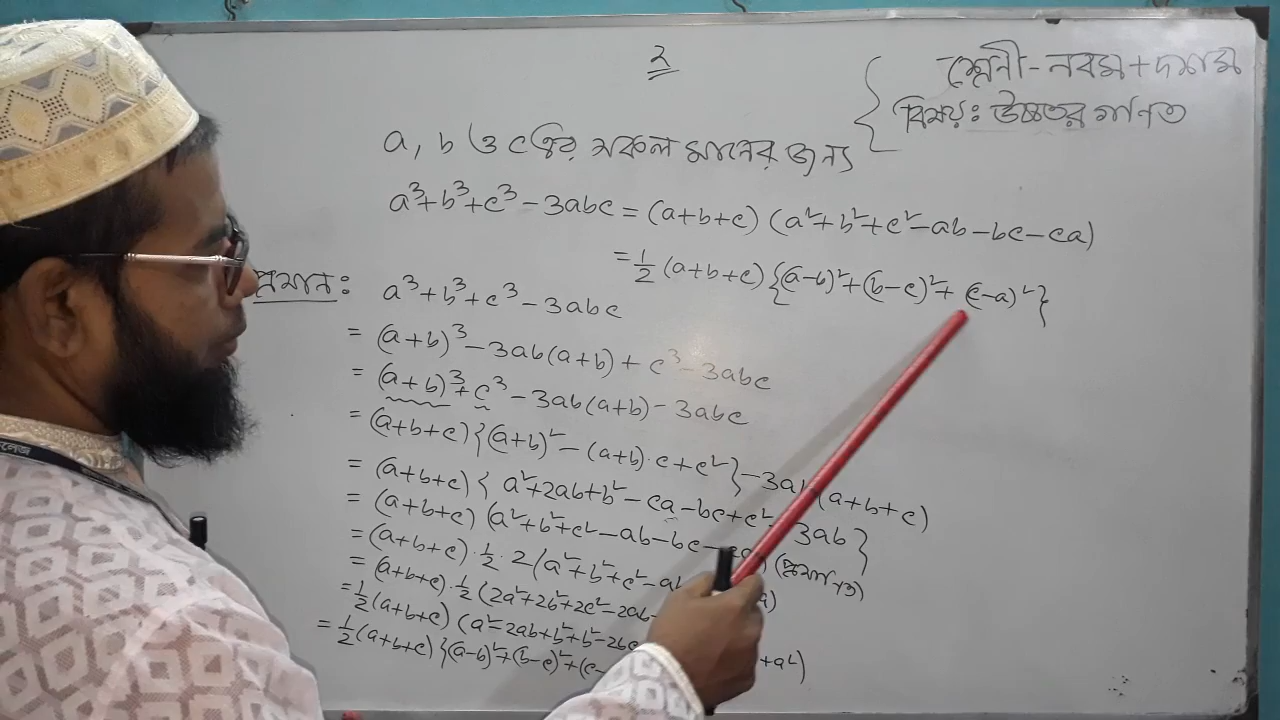 ২
শ্রেনী-নবম+দশম
বিষয়: উচ্চতর গণিত
a, b ও c এর সকল মানের জন্য
a³+b³+c³-3abc = (a+b+c) (a²+b²+c²-ab-bc-ca)
= ½ (a+b+c) {(a-b)²+(b-c)²+(c-a)²}
প্রমান: a³+b³+c³-3abc
= (a+b)³-3ab(a+b)+c³-3abc
= (a+b)³+c³-3ab(a+b)-3abc
= (a+b+c){(a+b)²-(a+b).c+c²}-3ab(a+b+c)
= (a+b+c){a²+2ab+b²-ca-bc+c²-3ab}
= (a+b+c) (a²+b²+c²-ab-bc-ca) (প্রমাণিত)
= (a+b+c).½.2(a²+b²+c²-ab
= (a+b+c).½(2a²+2b²+2c²-2ab-
= ½(a+b+c) (a²-2ab+b²+b²-2bc +a²)
= ½(a+b+c){(a-b)²+(b-c)²+(c-